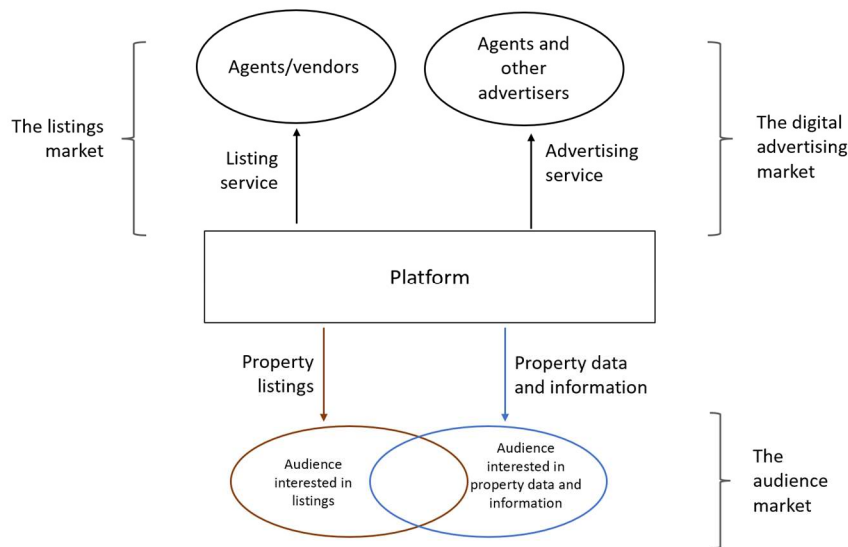 Agents/vendors
Agents and
other
advertisers
The listings
market
The digital
advertising
market
Listing
service
Advertising
service
Platform
Property
listings
Property data
and information
Audience
interested in
listings
Audience
interested in
property data and
information
The
audience
market